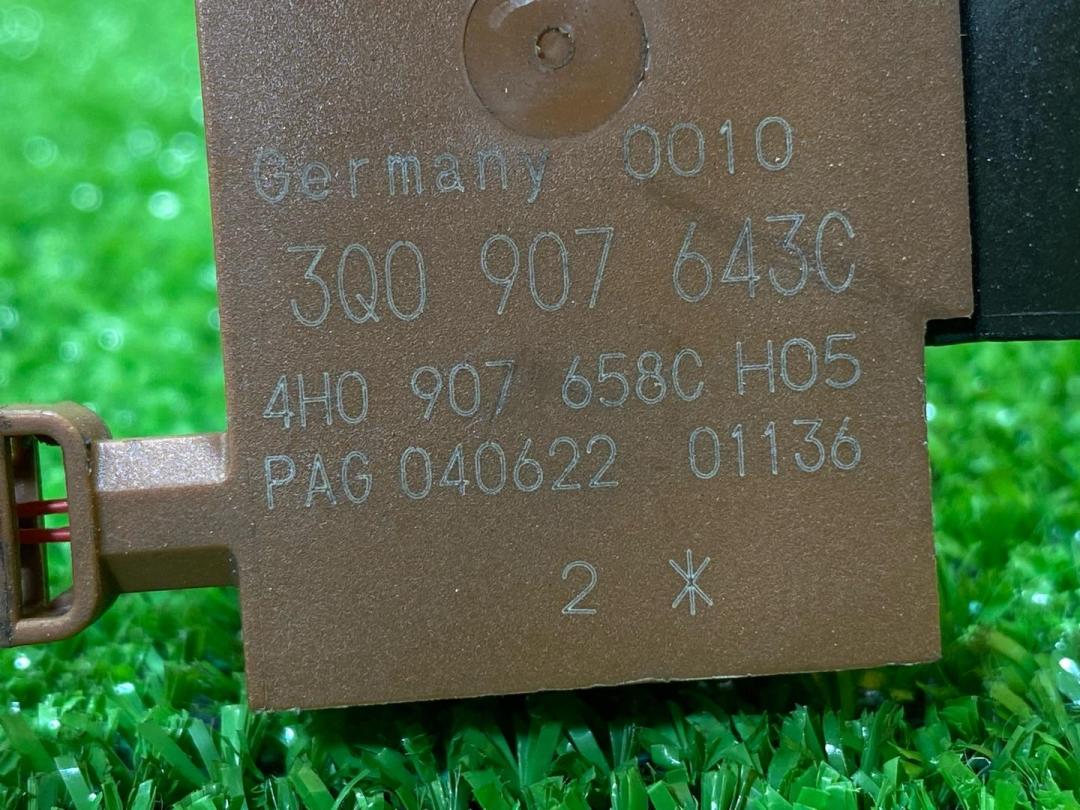 Germany 0010
3Q0 907 643C
4H0 907 658C H05
PAG 040622 01136
2 *